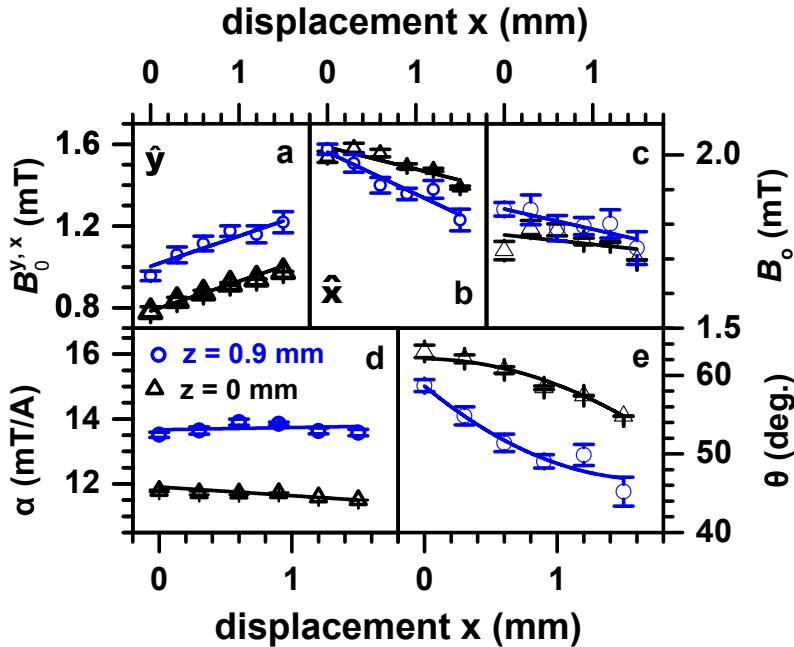 displacement x (mm)
0 1 0 1 0 1
B₀^{y,x} (mT)
1.6
1.2
0.8
ŷ a
x̂ b
c
2.0
1.5
Bₒ (mT)
α (mT/A)
16
14
12
z = 0.9 mm
z = 0 mm
d
e
60
50
40
θ (deg.)
0 1 0 1
displacement x (mm)